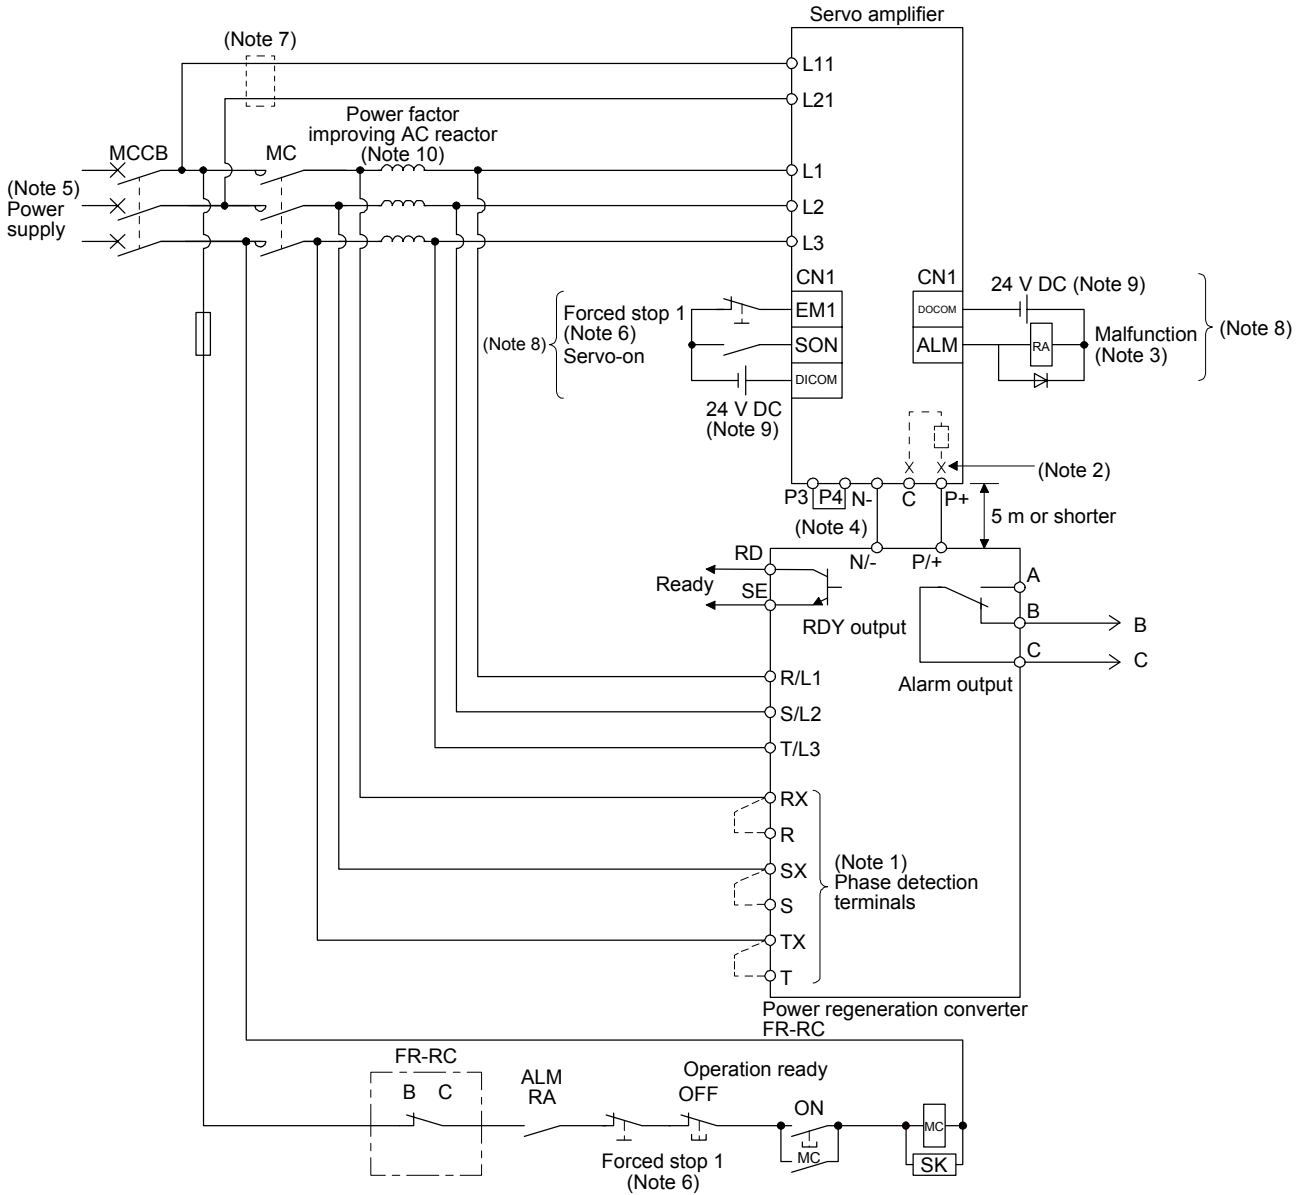 Servo amplifier
(Note 7)
L11
L21
Power factor
improving AC reactor
(Note 10)
MCCB
MC
L1
(Note 5)
Power
supply
L2
L3
CN1
CN1
24 V DC (Note 9)
EM1
DOCOM
Forced stop 1
(Note 6)
Servo-on
(Note 8)
SON
ALM
RA
Malfunction
(Note 3)
(Note 8)
DICOM
24 V DC
(Note 9)
(Note 2)
P3
P4
N-
C
P+
(Note 4)
5 m or shorter
RD
N/-
P/+
Ready
A
SE
RDY output
B
B
C
C
Alarm output
R/L1
S/L2
T/L3
RX
R
(Note 1)
Phase detection
terminals
SX
S
TX
T
Power regeneration converter
FR-RC
FR-RC
B C
ALM
RA
Operation ready
OFF
ON
MC
MC
SK
Forced stop 1
(Note 6)